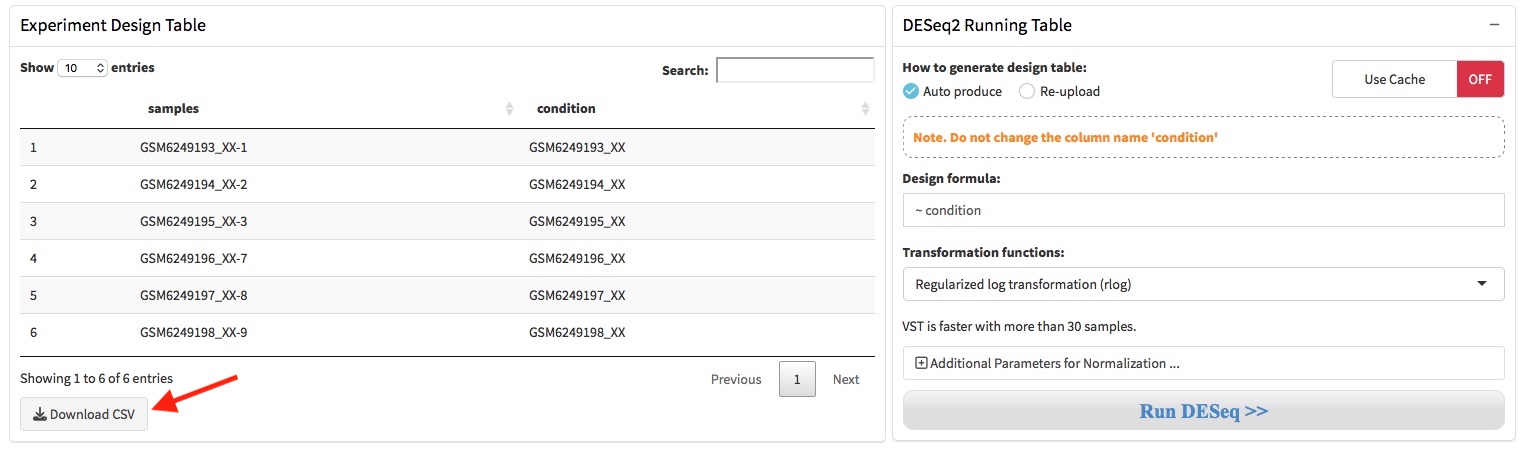 Experiment Design Table
Show 10 entries
Search:
samples condition
1 GSM6249193_XX-1 GSM6249193_XX
2 GSM6249194_XX-2 GSM6249194_XX
3 GSM6249195_XX-3 GSM6249195_XX
4 GSM6249196_XX-7 GSM6249196_XX
5 GSM6249197_XX-8 GSM6249197_XX
6 GSM6249198_XX-9 GSM6249198_XX
Showing 1 to 6 of 6 entries
Previous 1 Next
Download CSV
DESeq2 Running Table
How to generate design table:
Auto produce Re-upload
Use Cache OFF
Note. Do not change the column name 'condition'
Design formula:
~ condition
Transformation functions:
Regularized log transformation (rlog)
VST is faster with more than 30 samples.
Additional Parameters for Normalization ...
Run DESeq >>